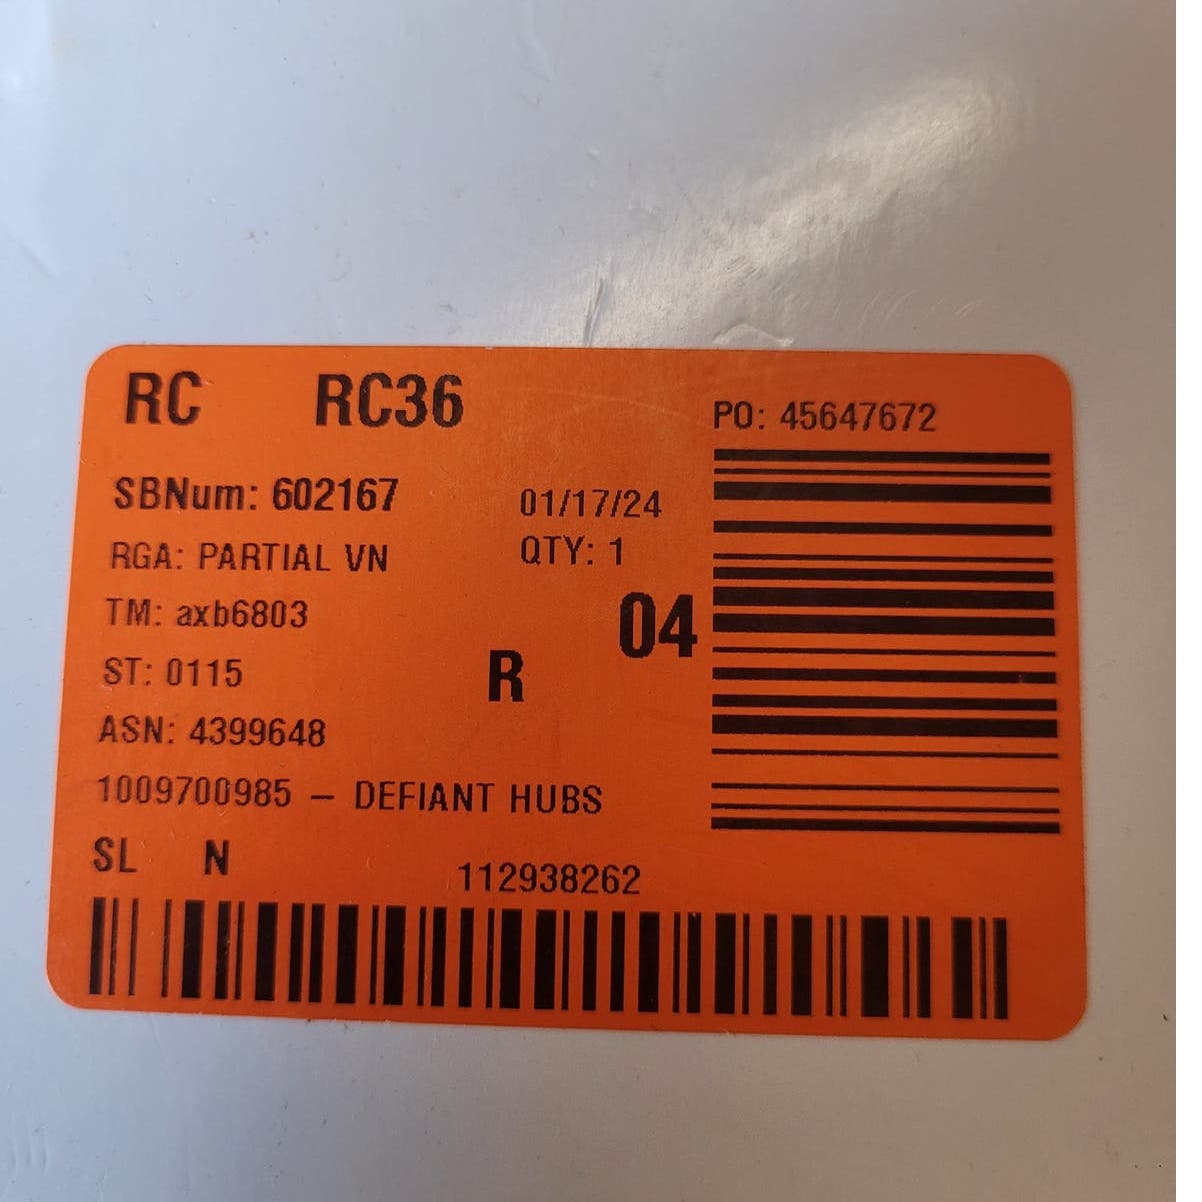 RC RC36
PO: 45647672
SBNum: 602167 01/17/24
RGA: PARTIAL VN QTY: 1
TM: axb6803 04
ST: 0115 R
ASN: 4399648
1009700985 – DEFIANT HUBS
SL N 112938262